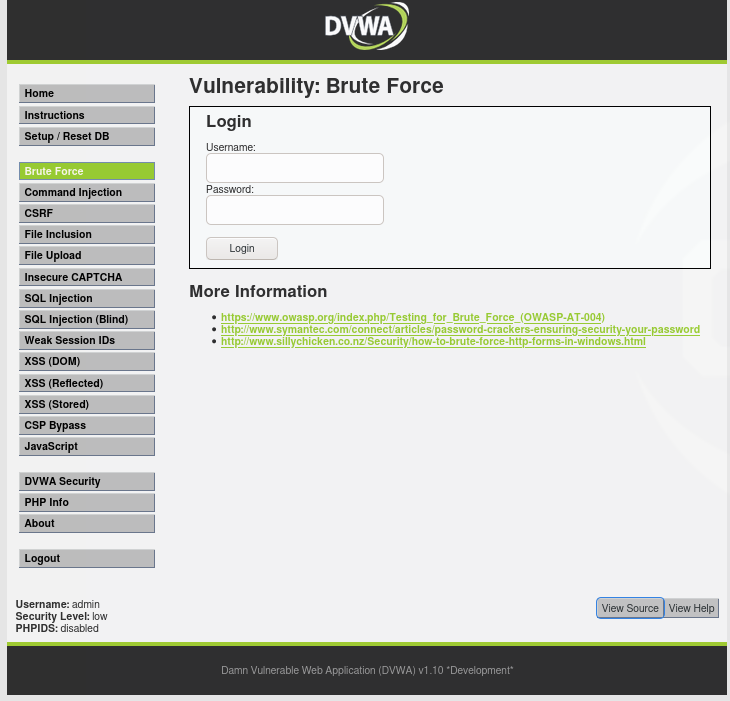 DVWA
Home
Instructions
Setup / Reset DB
Brute Force
Command Injection
CSRF
File Inclusion
File Upload
Insecure CAPTCHA
SQL Injection
SQL Injection (Blind)
Weak Session IDs
XSS (DOM)
XSS (Reflected)
XSS (Stored)
CSP Bypass
JavaScript
DVWA Security
PHP Info
About
Logout
Vulnerability: Brute Force
Login
Username:
Password:
Login
More Information
• https://www.owasp.org/index.php/Testing_for_Brute_Force_(OWASP-AT-004)
• http://www.symantec.com/connect/articles/password-crackers-ensuring-security-your-password
• http://www.sillychicken.co.nz/Security/how-to-brute-force-http-forms-in-windows.html
Username: admin
Security Level: low
PHPIDS: disabled
View Source View Help
Damn Vulnerable Web Application (DVWA) v1.10 *Development*